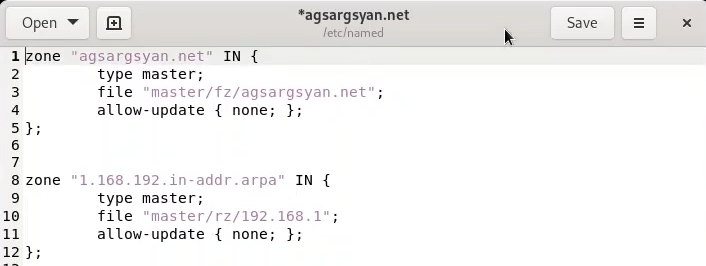 Open
*agsargsyan.net
/etc/named
Save
1 zone "agsargsyan.net" IN {
2         type master;
3         file "master/fz/agsargsyan.net";
4         allow-update { none; };
5 };
6
7
8 zone "1.168.192.in-addr.arpa" IN {
9         type master;
10         file "master/rz/192.168.1";
11         allow-update { none; };
12 };